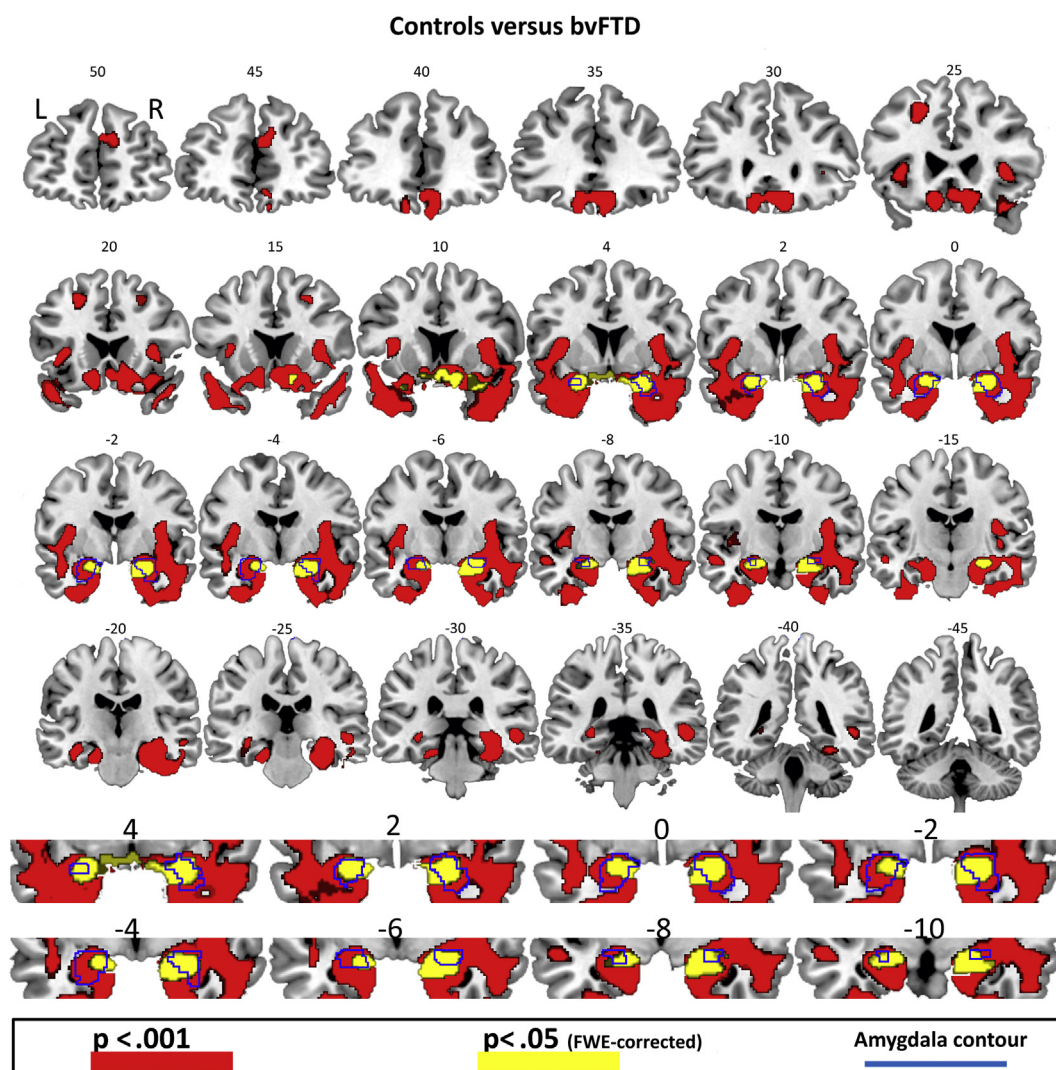 Controls versus bvFTD
50 45 40 35 30 25
L R
20 15 10 4 2 0
-2 -4 -6 -8 -10 -15
-20 -25 -30 -35 -40 -45
4 2 0 -2
-4 -6 -8 -10
p <.001 p< .05 (FWE-corrected) Amygdala contour